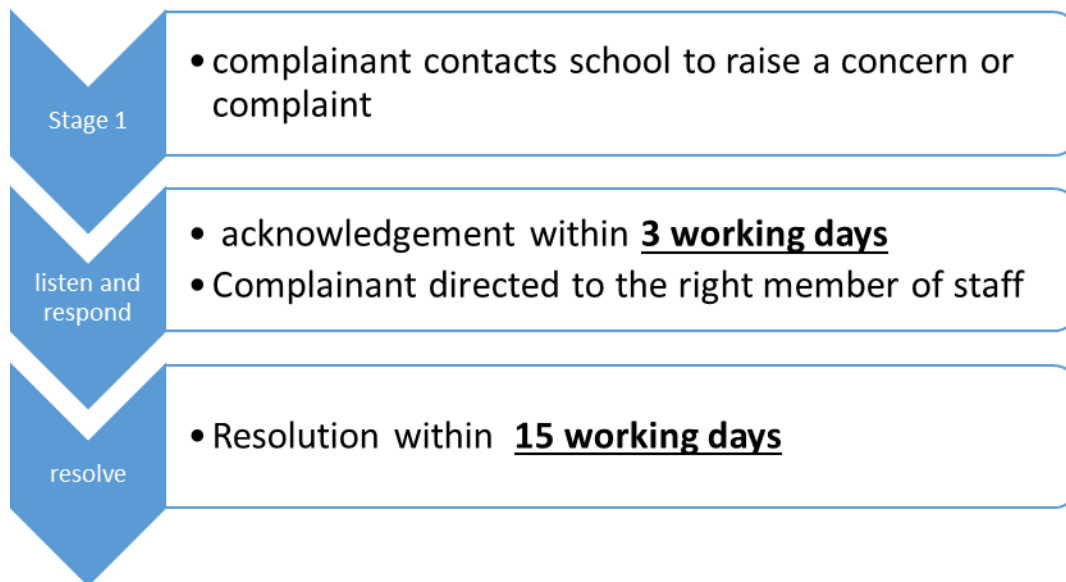 Stage 1
• complainant contacts school to raise a concern or
complaint
listen and
respond
• acknowledgement within 3 working days
• Complainant directed to the right member of staff
resolve
• Resolution within 15 working days